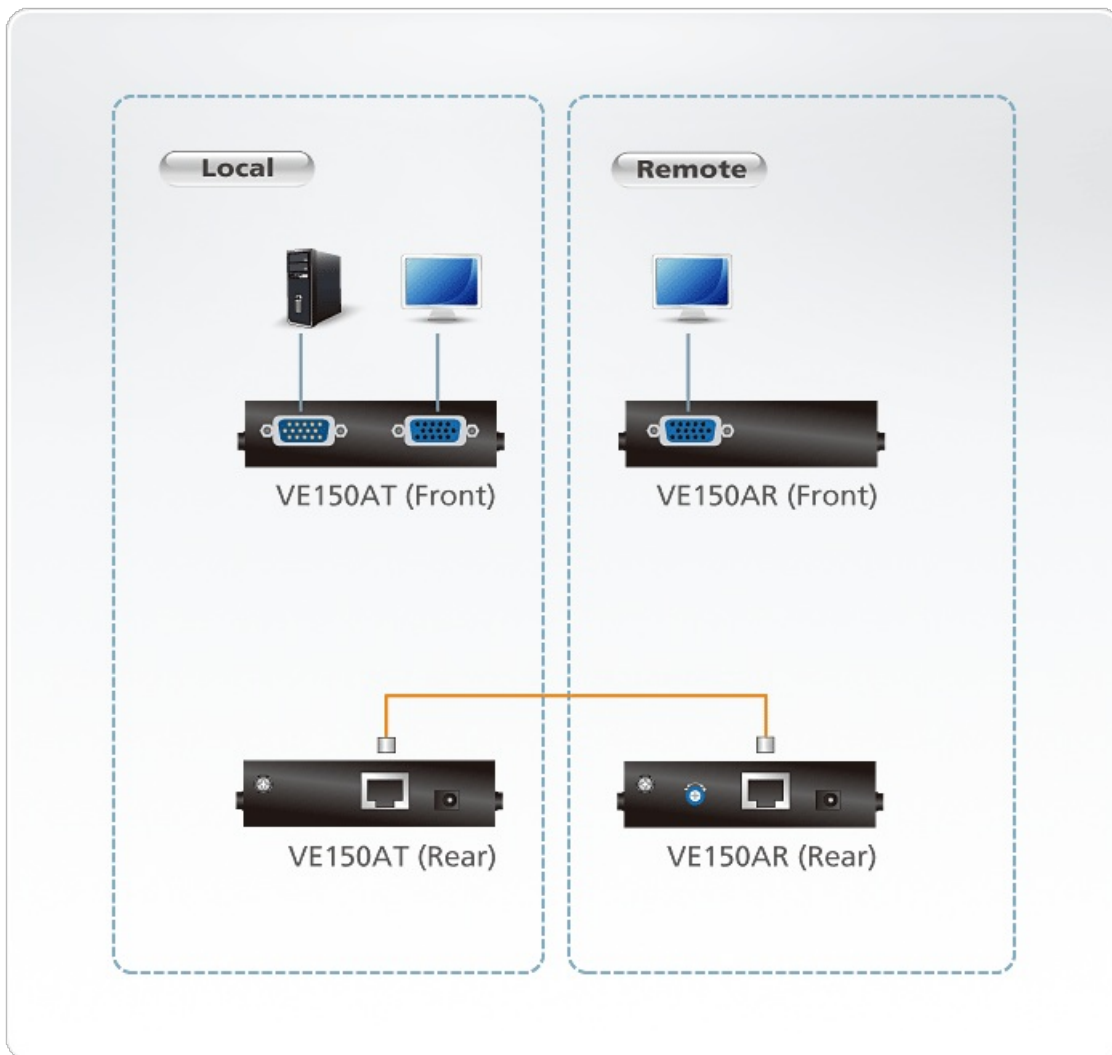 Local
Remote
VE150AT (Front)
VE150AR (Front)
VE150AT (Rear)
VE150AR (Rear)